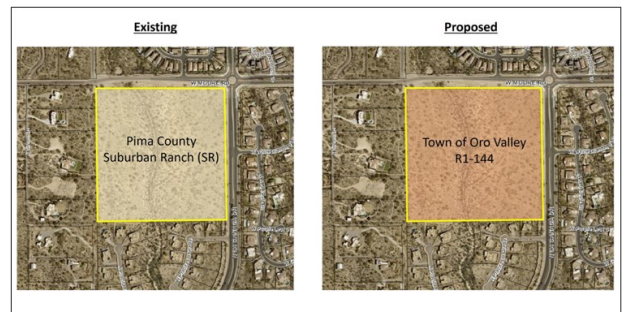 Existing
Pima County
Suburban Ranch (SR)
Proposed
Town of Oro Valley
R1-144